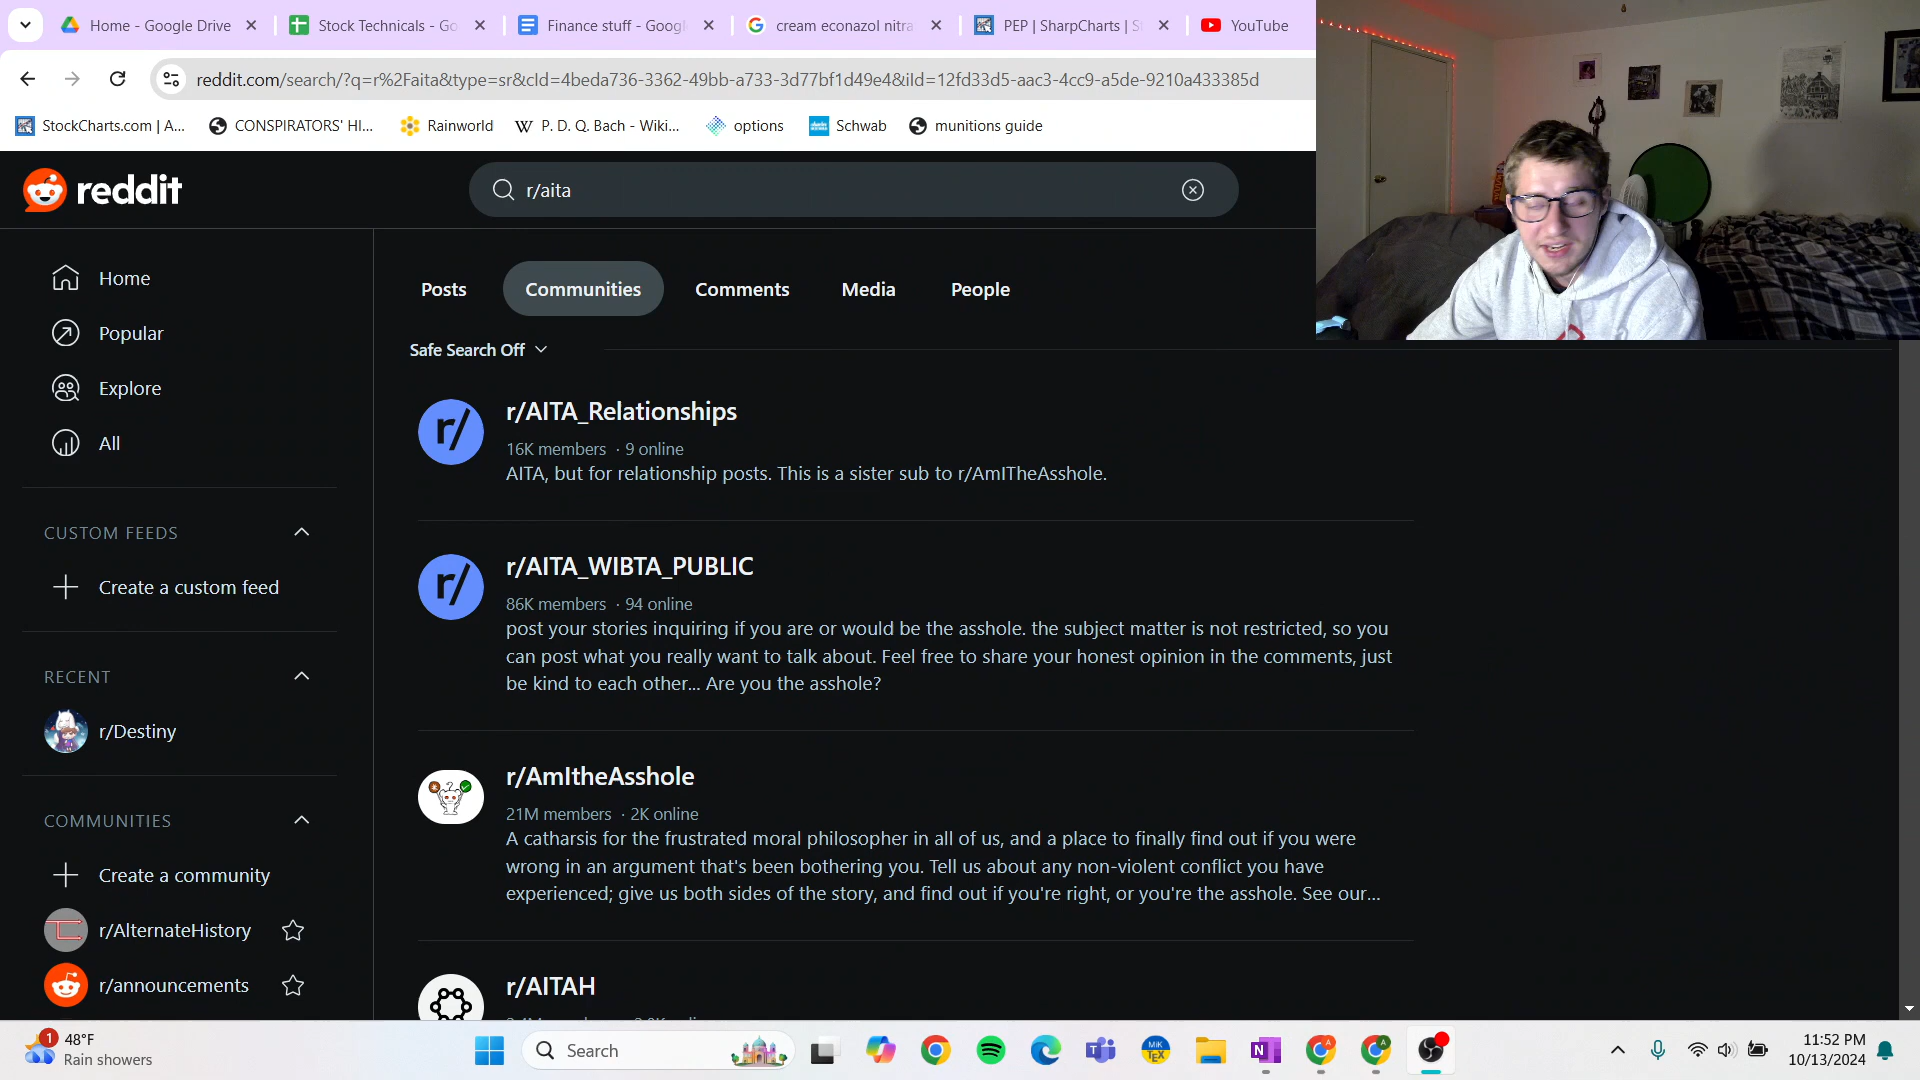 Home - Google Drive
Stock Technicals - Go
Finance stuff - Googl
cream econazol nitra
PEP | SharpCharts | S
YouTube
reddit.com/search/?q=r%2Faita&type=sr&cId=4beda736-3362-49bb-a733-3d77bf1d49e4&iId=12fd33d5-aac3-4cc9-a5de-9210a433385d
StockCharts.com | A...
CONSPIRATORS' HI...
Rainworld
P. D. Q. Bach - Wiki...
options
Schwab
munitions guide
reddit
r/aita
Home
Popular
Explore
All
CUSTOM FEEDS
Create a custom feed
RECENT
r/Destiny
COMMUNITIES
Create a community
r/AlternateHistory
r/announcements
Posts
Communities
Comments
Media
People
Safe Search Off
r/AITA_Relationships
16K members · 9 online
AITA, but for relationship posts. This is a sister sub to r/AmITheAsshole.
r/AITA_WIBTA_PUBLIC
86K members · 94 online
post your stories inquiring if you are or would be the asshole. the subject matter is not restricted, so you
can post what you really want to talk about. Feel free to share your honest opinion in the comments, just
be kind to each other... Are you the asshole?
r/AmItheAsshole
21M members · 2K online
A catharsis for the frustrated moral philosopher in all of us, and a place to finally find out if you were
wrong in an argument that's been bothering you. Tell us about any non-violent conflict you have
experienced; give us both sides of the story, and find out if you're right, or you're the asshole. See our...
r/AITAH
1
48°F
Rain showers
Search
11:52 PM
10/13/2024